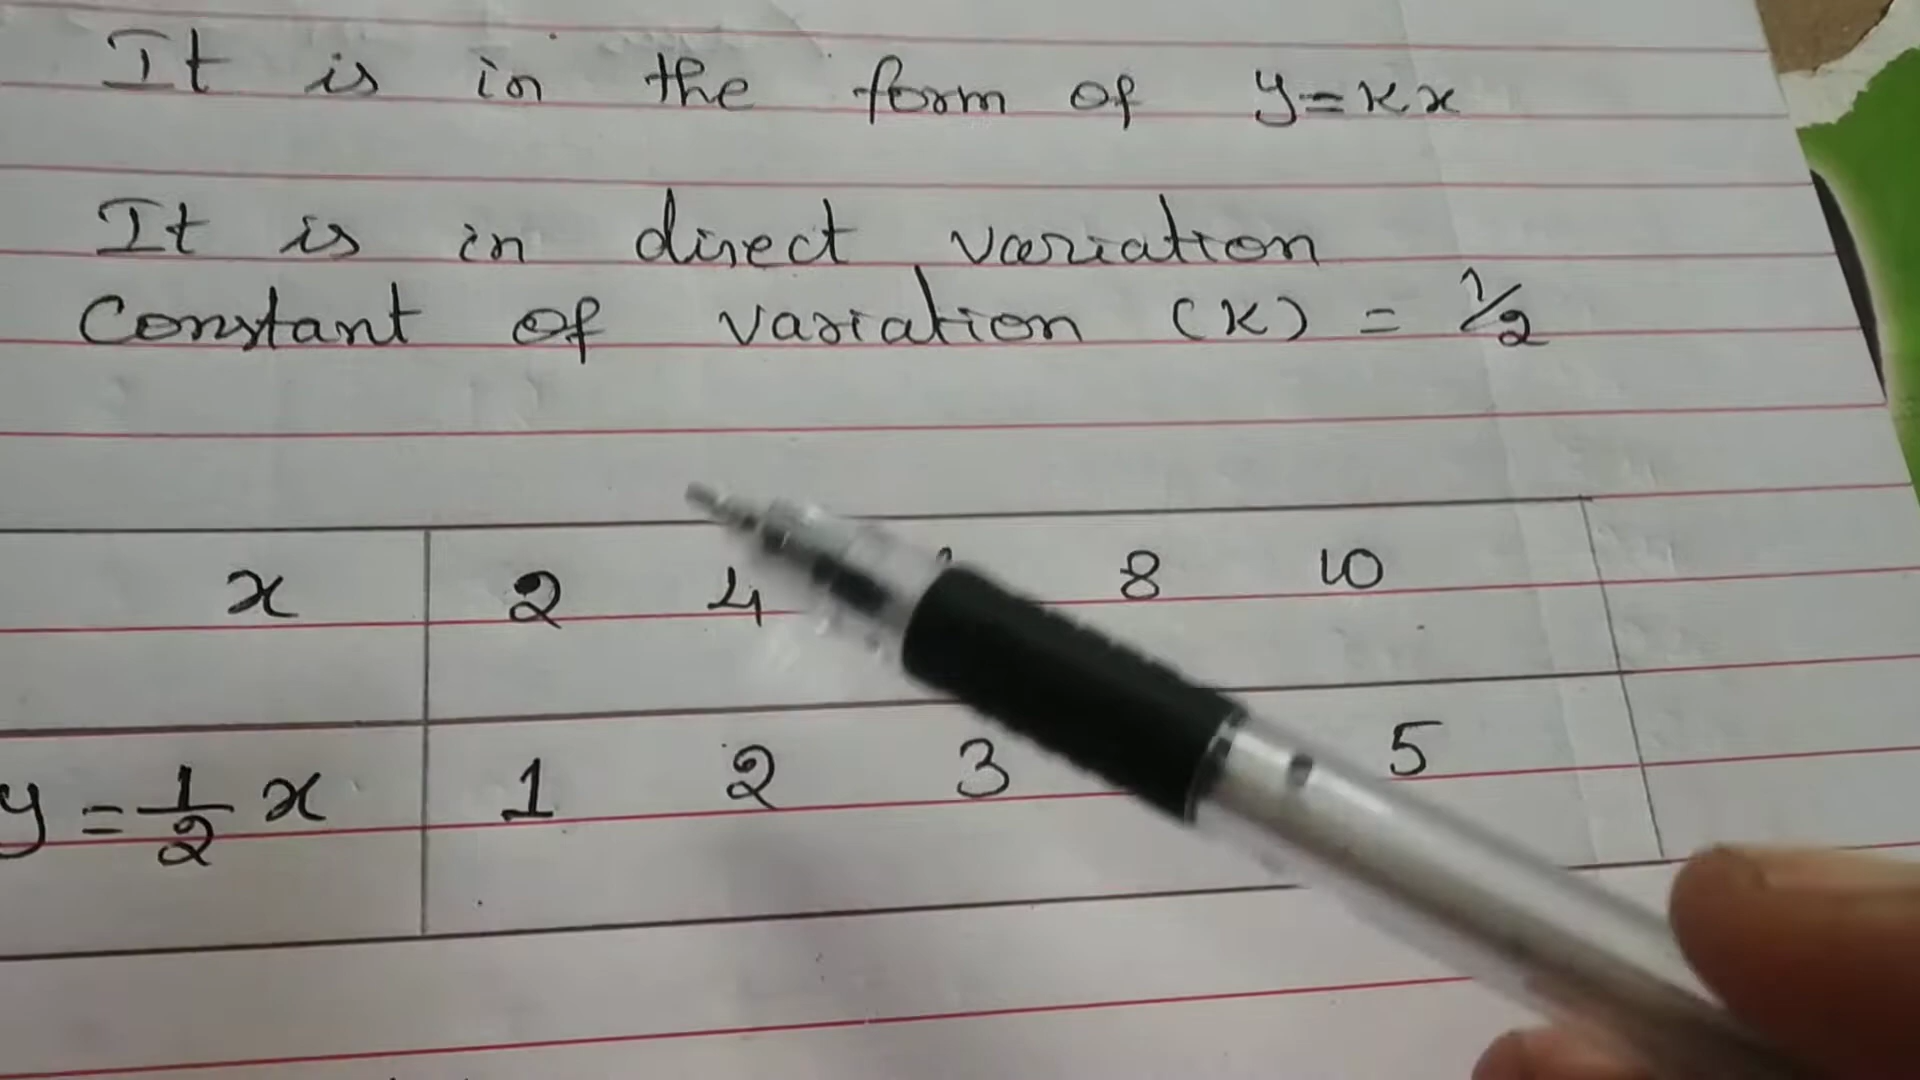 It is in the form of y=kx
It is in direct variation
Constant of variation (k) = 1/2
x 2 4 8 10
y = 1/2 x 1 2 3 5